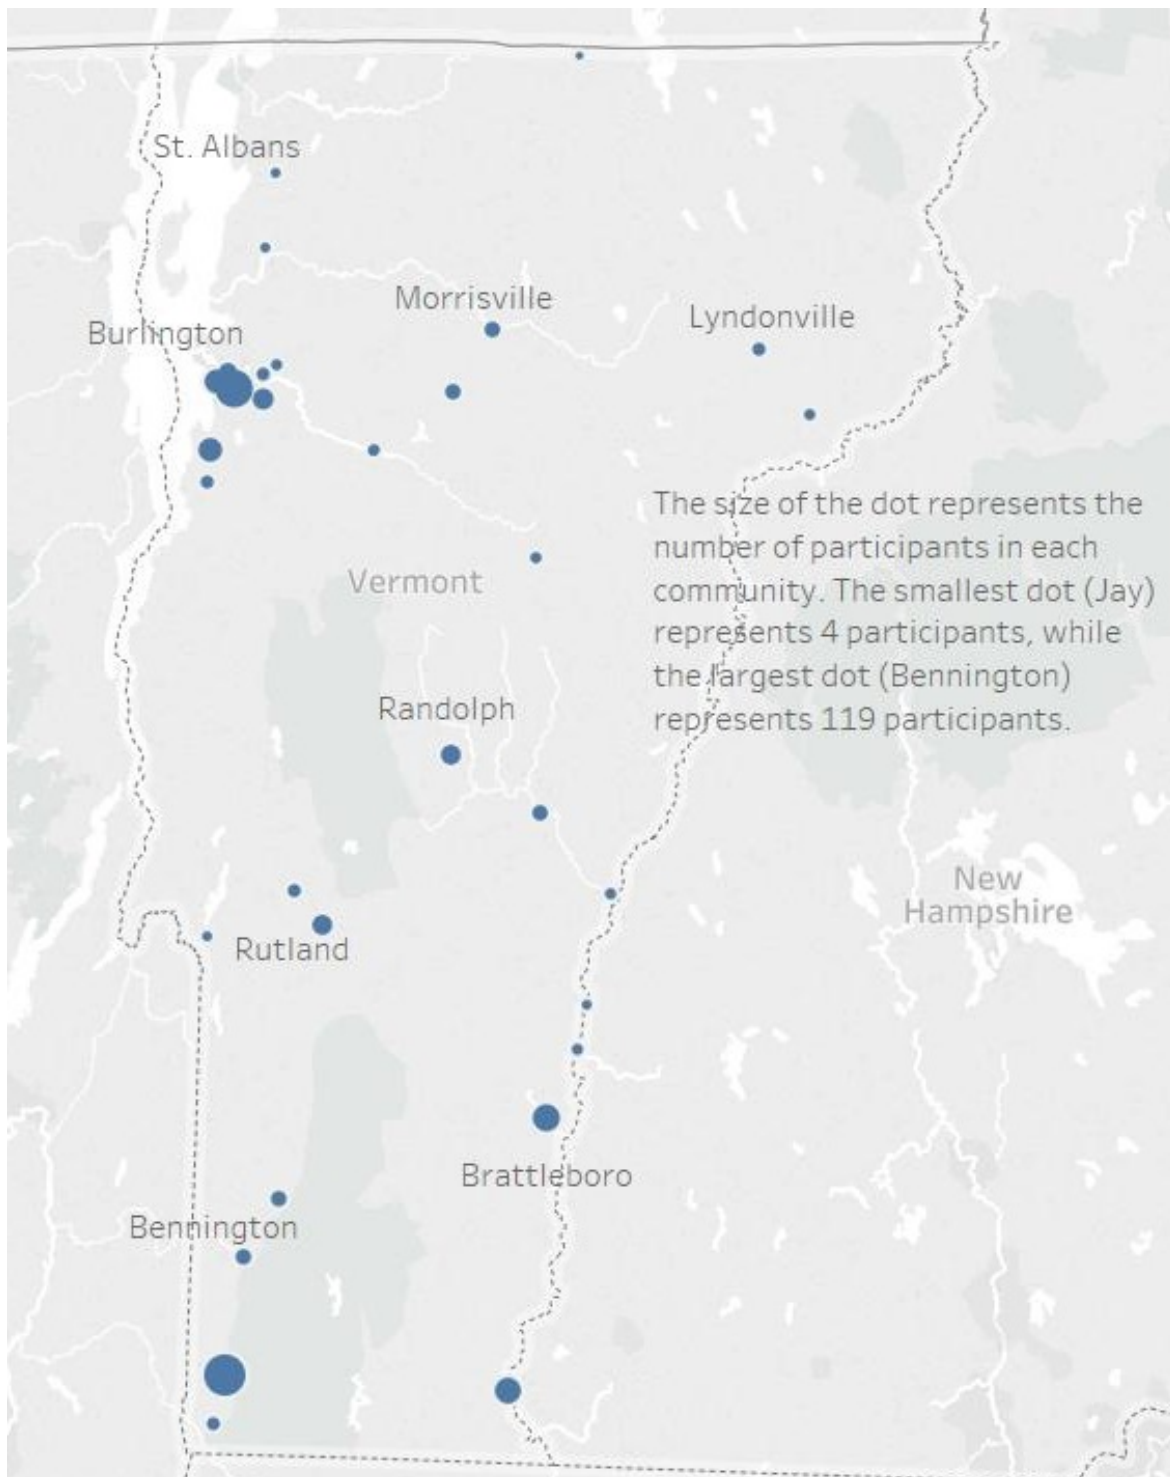 St. Albans
Morrisville
Lyndonville
Burlington
The size of the dot represents the
number of participants in each
community. The smallest dot (Jay)
represents 4 participants, while
the largest dot (Bennington)
represents 119 participants.
Vermont
Randolph
New
Hampshire
Rutland
Brattleboro
Bennington